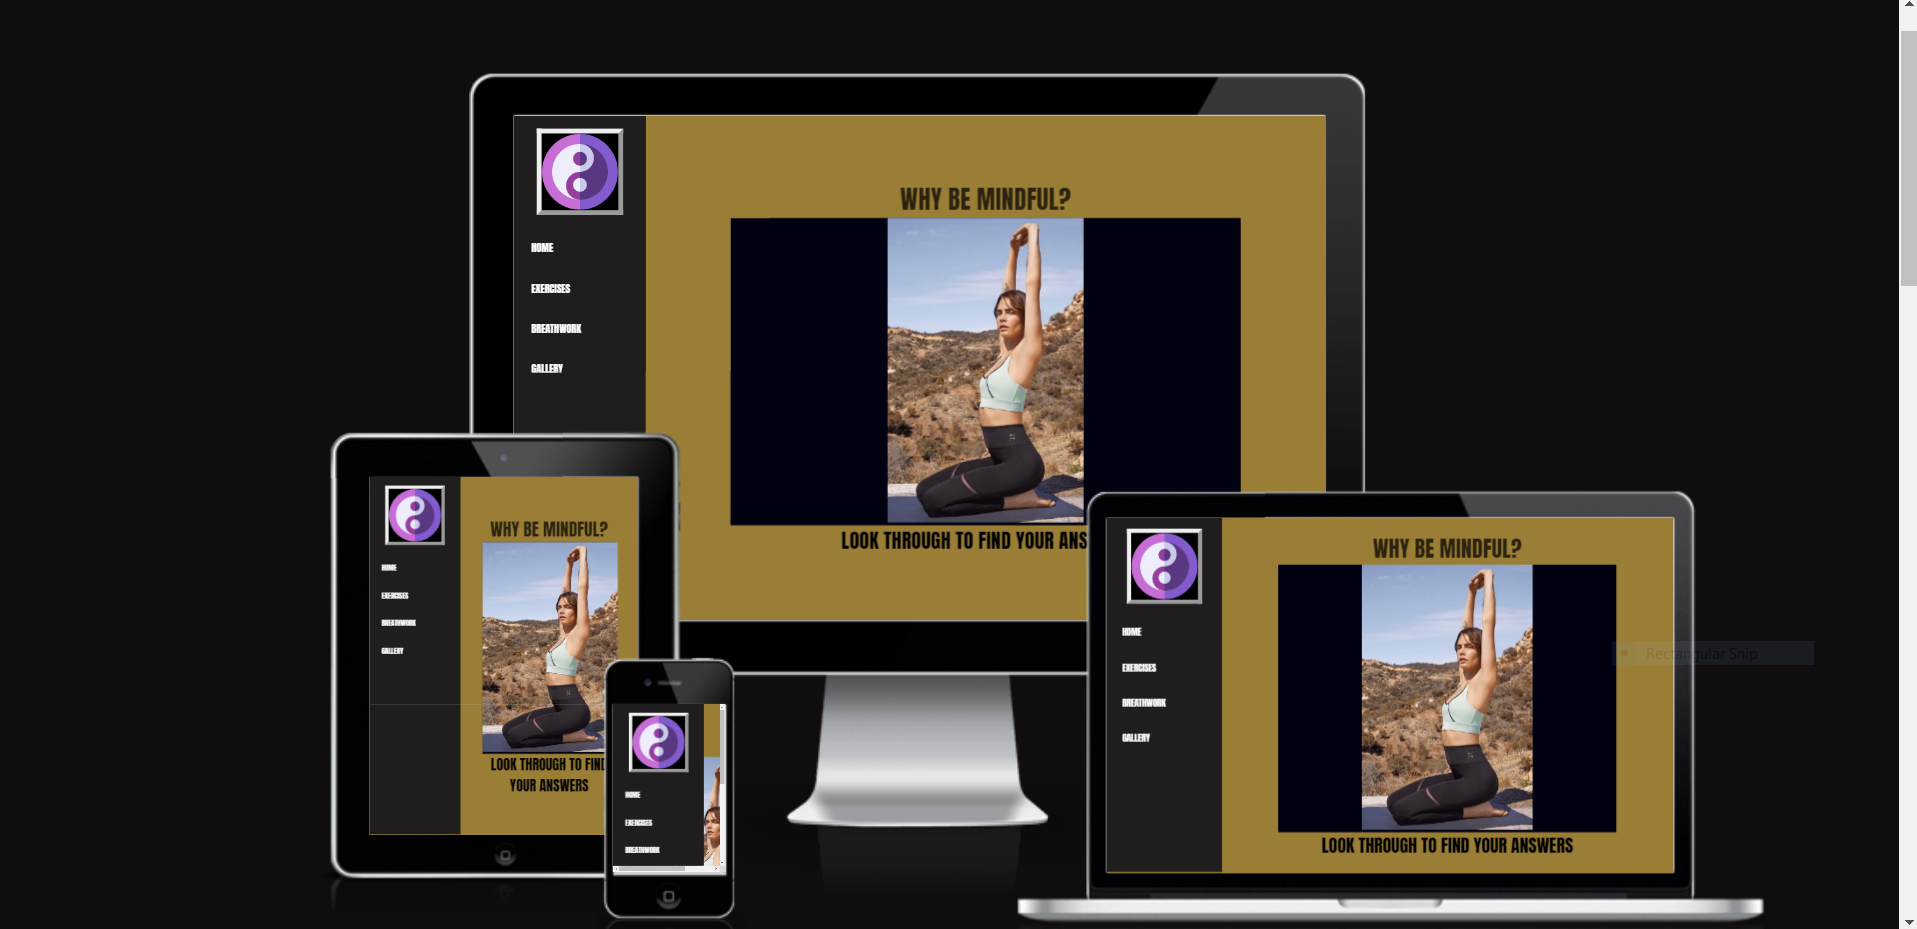 WHY BE MINDFUL?
HOME
EXERCISES
BREATHWORK
GALLERY
LOOK THROUGH TO FIND YOUR ANS
WHY BE MINDFUL?
HOME
EXERCISES
BREATHWORK
GALLERY
LOOK THROUGH TO FIND
YOUR ANSWERS
HOME
EXERCISES
BREATHWORK
WHY BE MINDFUL?
HOME
EXERCISES
BREATHWORK
GALLERY
LOOK THROUGH TO FIND YOUR ANSWERS
Rectangular Snip